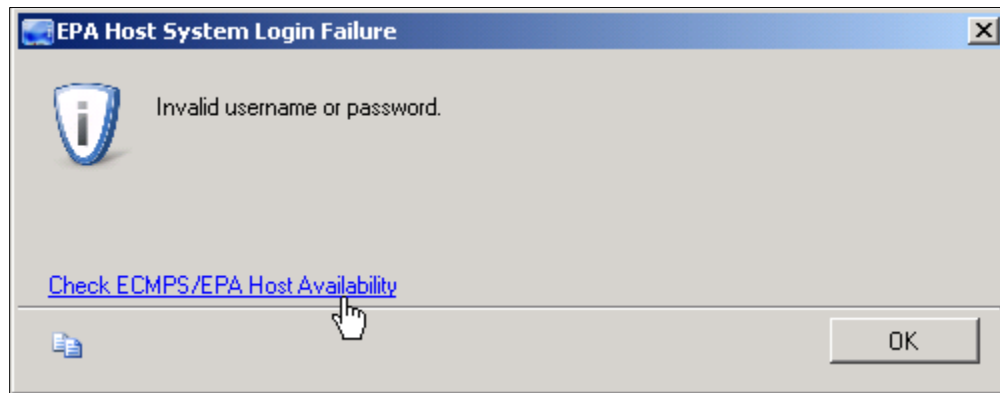 EPA Host System Login Failure
Invalid username or password.
Check ECMPS/EPA Host Availability
OK